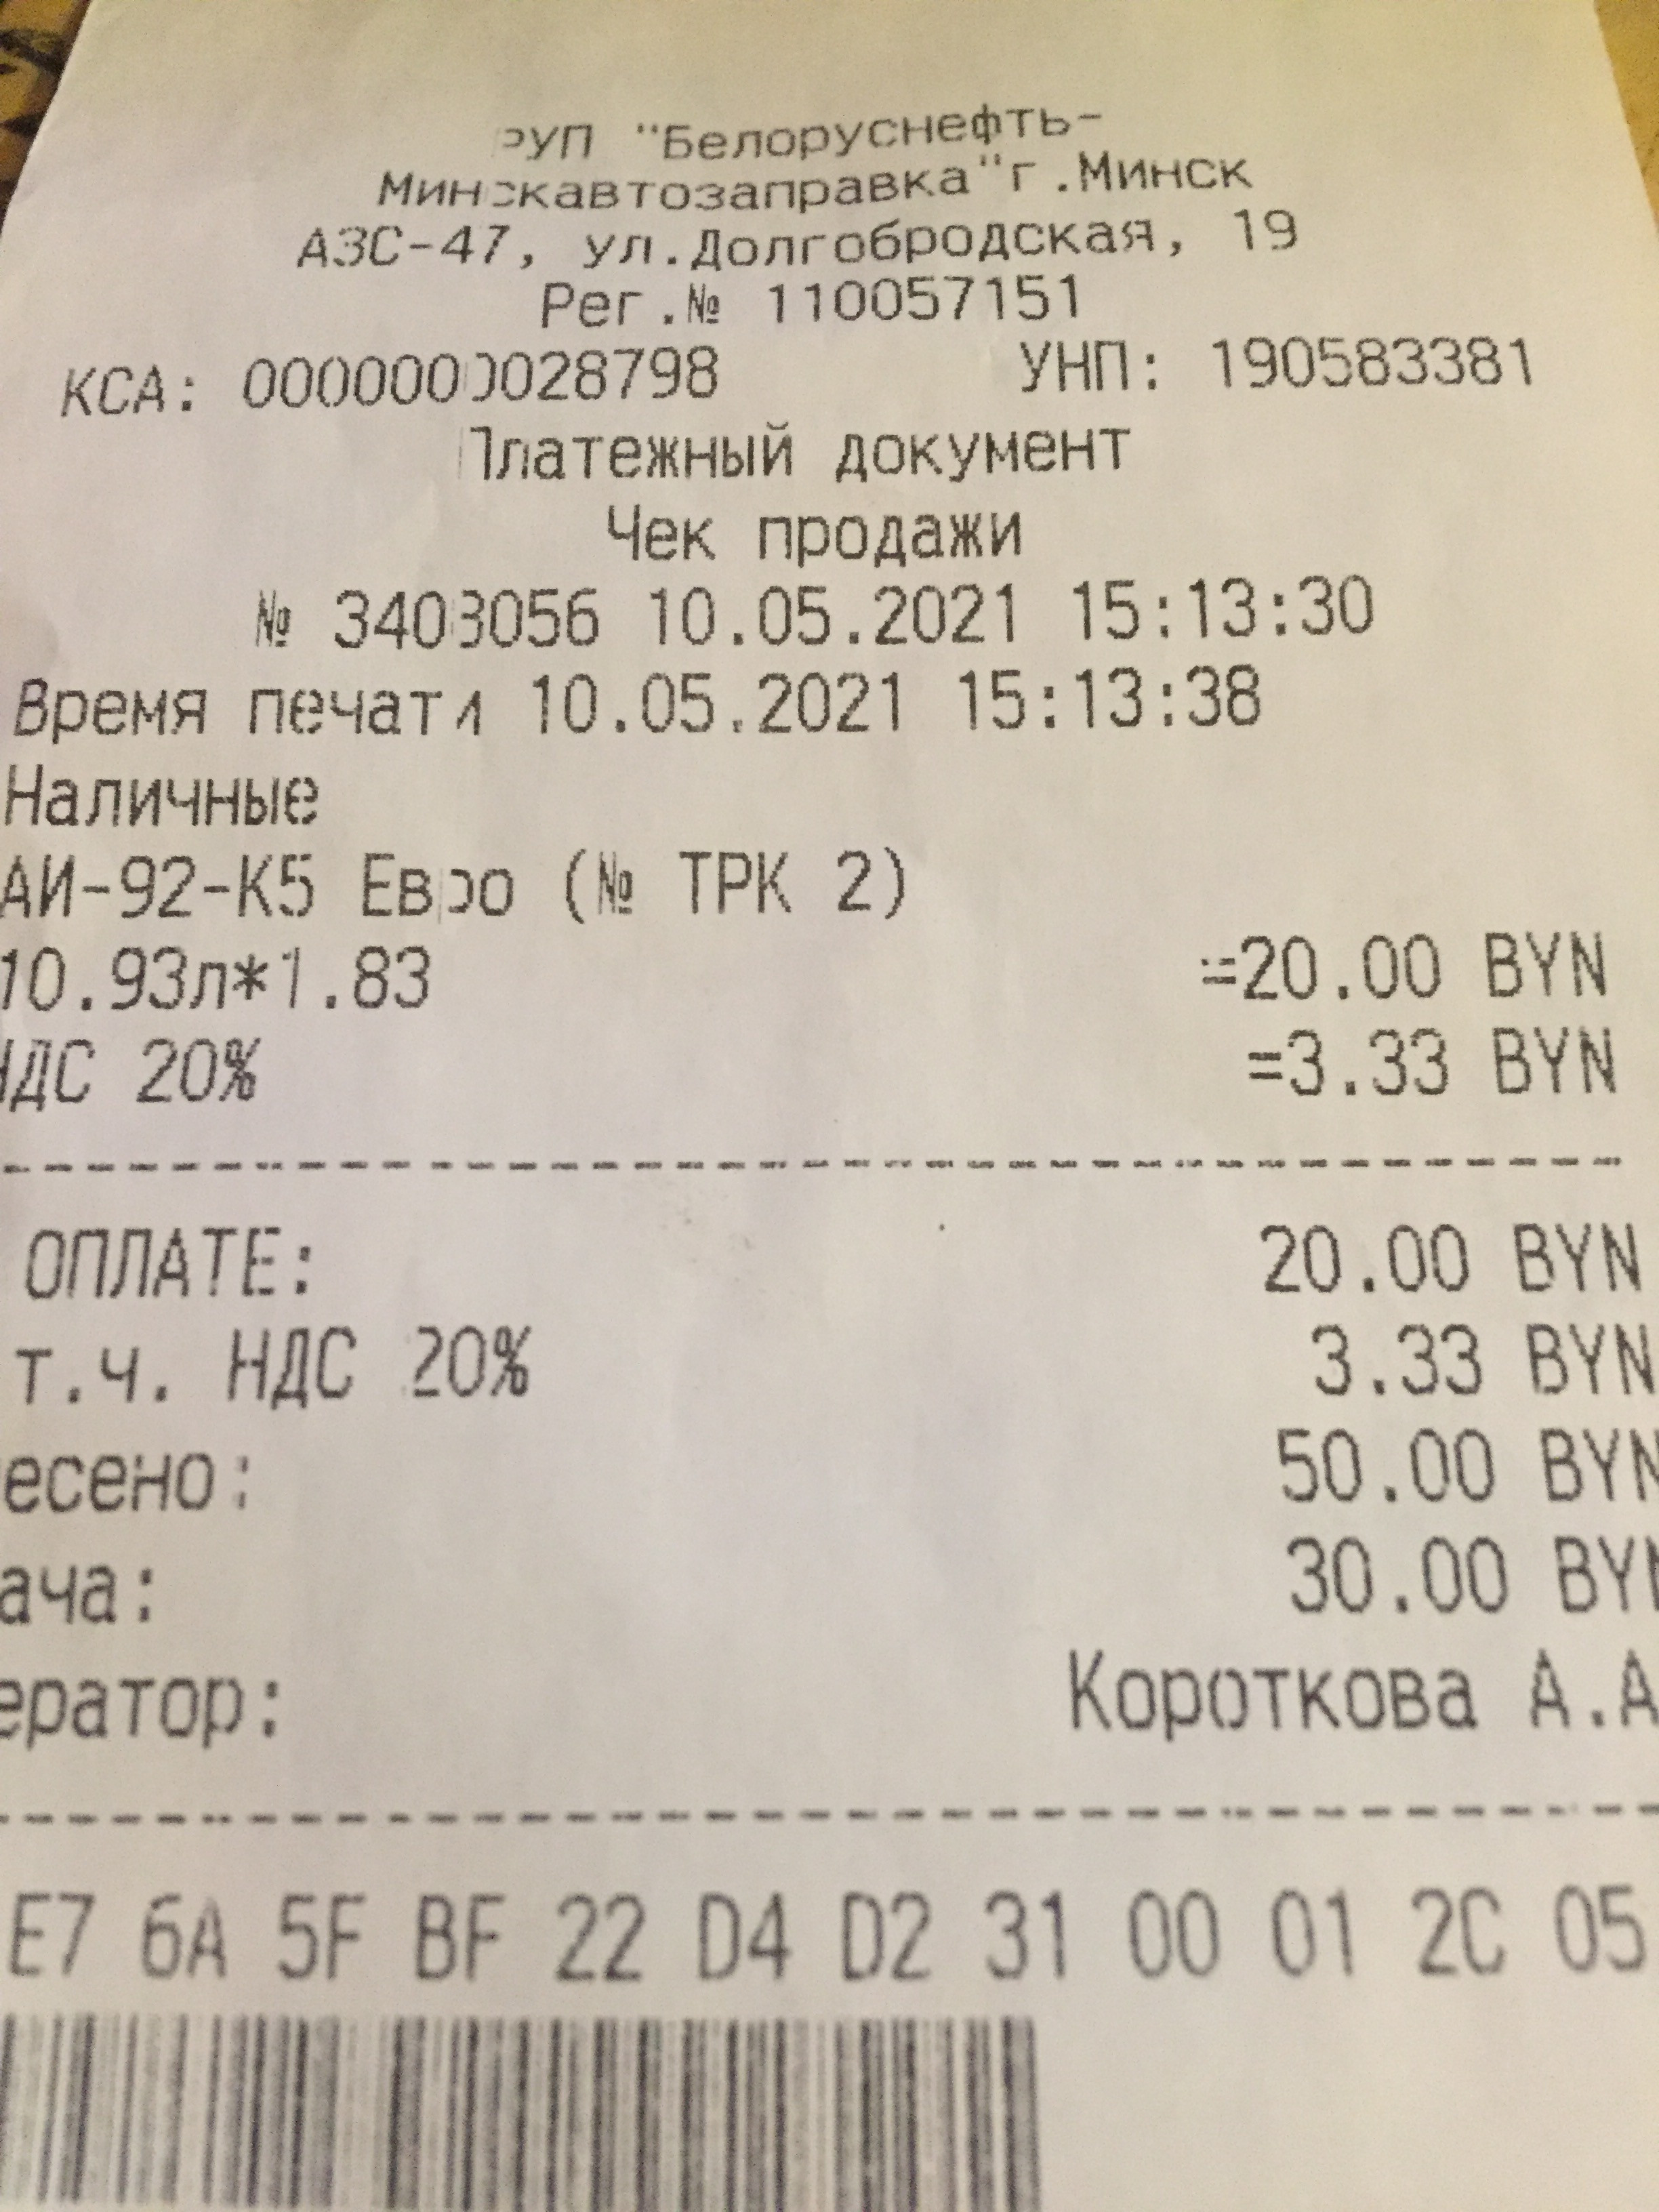 РУП "Белоруснефть-
Минскавтозаправка"г.Минск
АЗС-47, ул.Долгобродская, 19
Рег.№ 110057151
КСА: 0000000028798 УНП: 190583381
Платежный документ
Чек продажи
№ 3403056 10.05.2021 15:13:30
Время печати 10.05.2021 15:13:38
Наличные
АИ-92-К5 Евро (№ ТРК 2)
10.93л*1.83 =20.00 BYN
НДС 20% =3.33 BYN
ОПЛАТЕ: 20.00 BYN
т.ч. НДС 20% 3.33 BYN
есено: 50.00 BYN
ача: 30.00 BYN
ератор: Короткова А.А
E7 6A 5F BF 22 D4 D2 31 00 01 2C 05